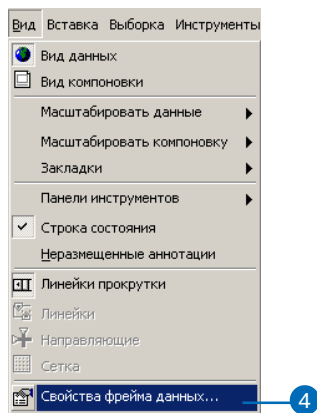 Вид Вставка Выборка Инструменты
Вид данных
Вид компоновки
Масштабировать данные
Масштабировать компоновку
Закладки
Панели инструментов
Строка состояния
Неразмещенные аннотации
Линейки прокрутки
Линейки
Направляющие
Сетка
Свойства фрейма данных... 4